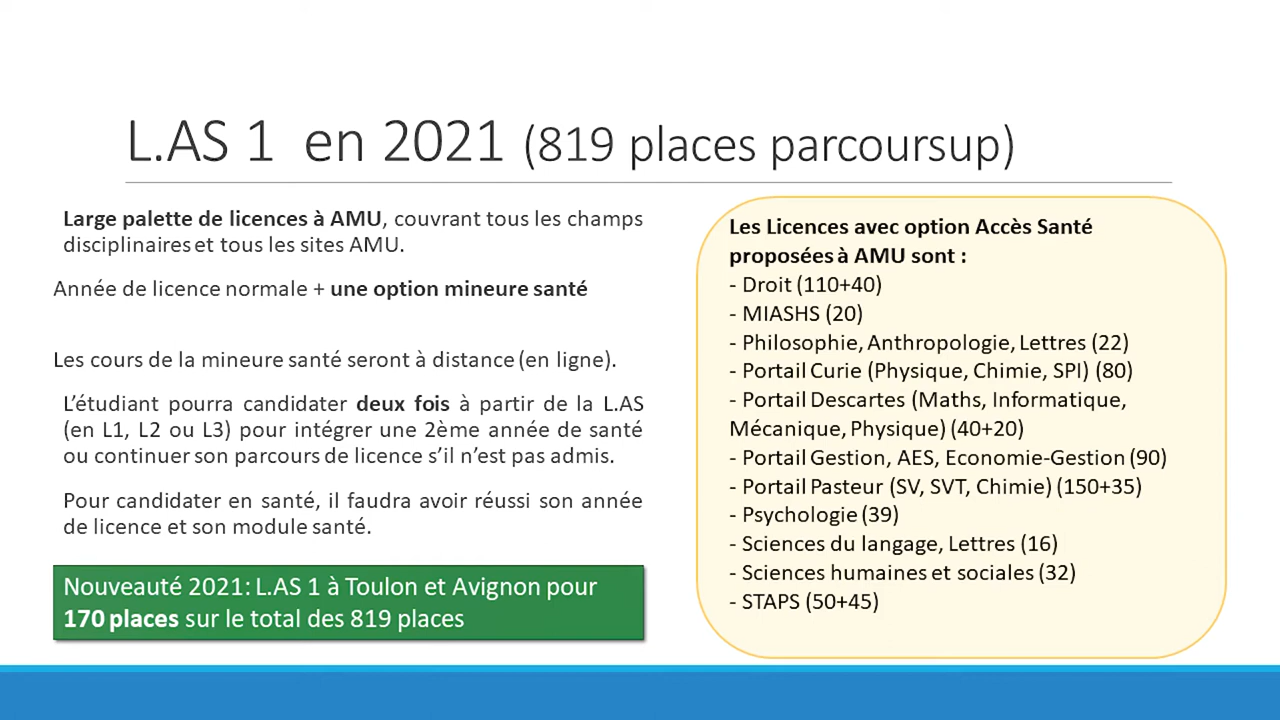 L.AS 1 en 2021 (819 places parcoursup)
Large palette de licences à AMU, couvrant tous les champs
disciplinaires et tous les sites AMU.
Année de licence normale + une option mineure santé
Les cours de la mineure santé seront à distance (en ligne).
L’étudiant pourra candidater deux fois à partir de la L.AS
(en L1, L2 ou L3) pour intégrer une 2ème année de santé
ou continuer son parcours de licence s’il n’est pas admis.
Pour candidater en santé, il faudra avoir réussi son année
de licence et son module santé.
Nouveauté 2021: L.AS 1 à Toulon et Avignon pour
170 places sur le total des 819 places
Les Licences avec option Accès Santé
proposées à AMU sont :
- Droit (110+40)
- MIASHS (20)
- Philosophie, Anthropologie, Lettres (22)
- Portail Curie (Physique, Chimie, SPI) (80)
- Portail Descartes (Maths, Informatique,
Mécanique, Physique) (40+20)
- Portail Gestion, AES, Economie-Gestion (90)
- Portail Pasteur (SV, SVT, Chimie) (150+35)
- Psychologie (39)
- Sciences du langage, Lettres (16)
- Sciences humaines et sociales (32)
- STAPS (50+45)